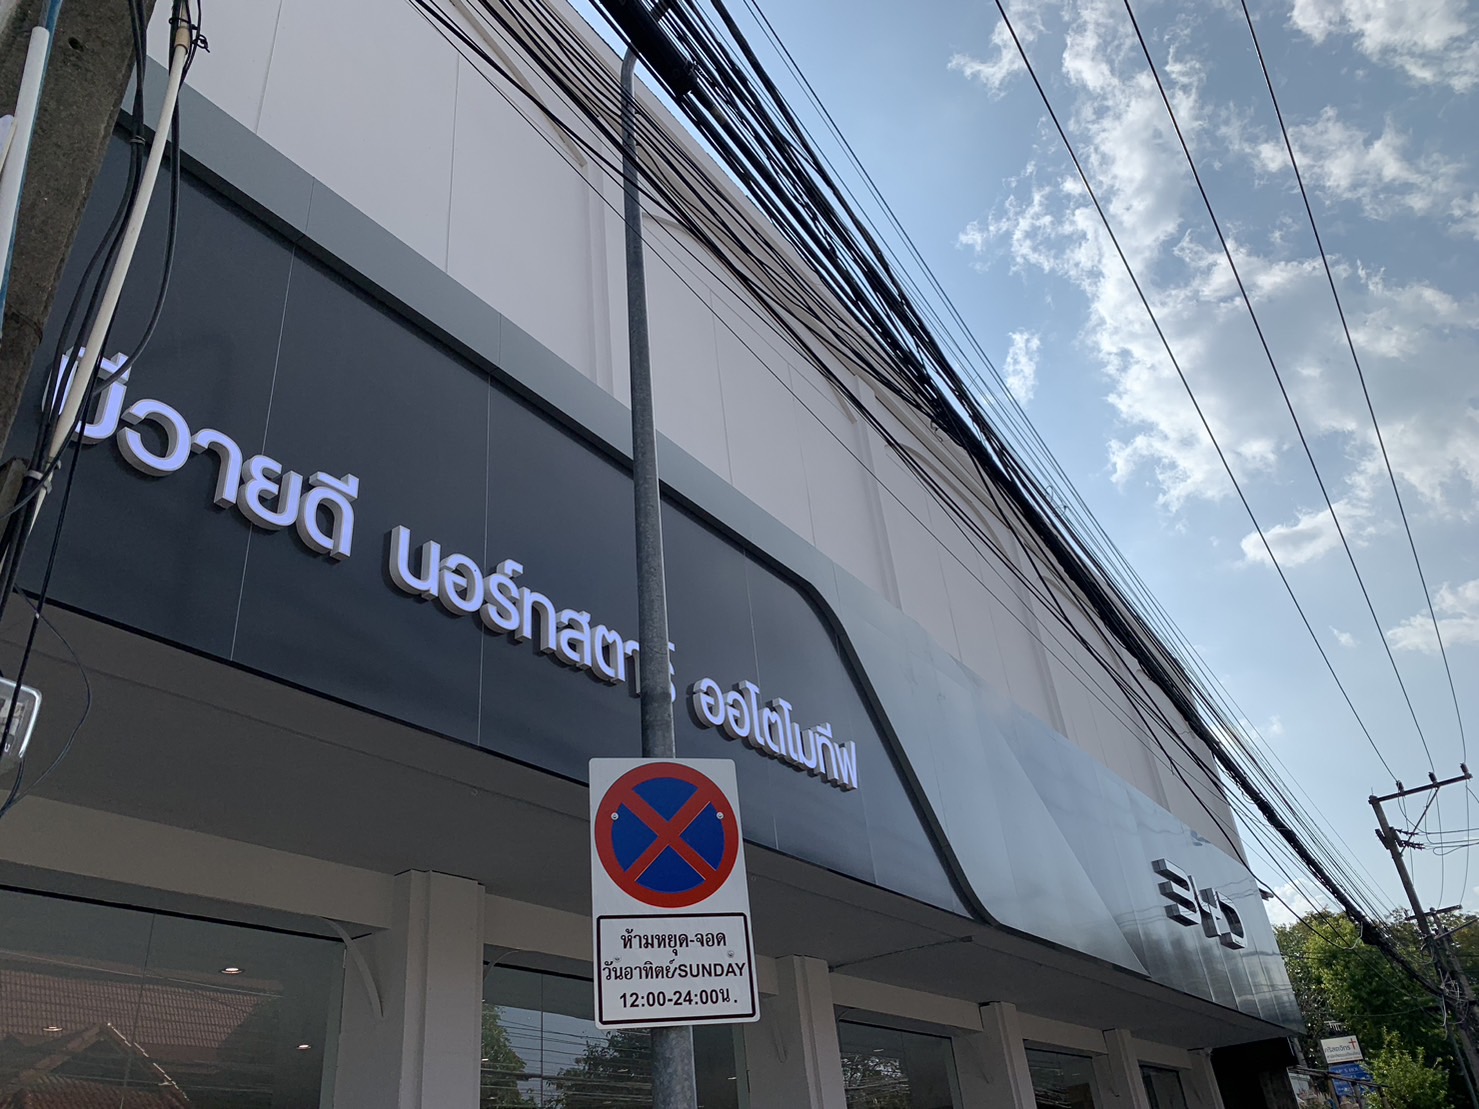 บีวายดี นอร์ทสตาร์ ออโตโมทีฟ
BYD
ห้ามหยุด-จอด
วันอาทิตย์/SUNDAY
12:00-24:00น.